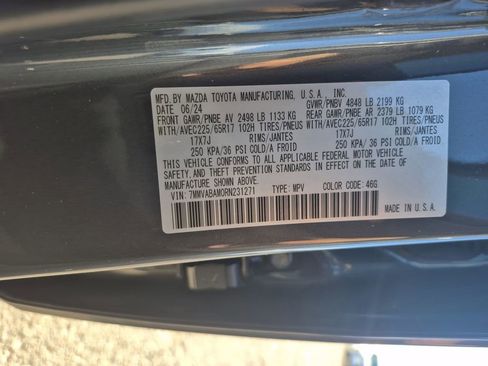 MFD. BY MAZDA TOYOTA MANUFACTURING, U.S.A., INC.
DATE 06/24 GVWR/PNBV 4848 LB 2199 KG
FRONT GAWR/PNBE AV 2498 LB 1133 KG REAR GAWR/PNBE AR 2379 LB 1079 KG
WITH/AVEC225/65R17 102H TIRES/PNEUS WITH/AVEC225/65R17 102H TIRES/PNEUS
17X7J RIMS/JANTES 17X7J RIMS/JANTES
250 KPA/36 PSI COLD/FROID 250 KPA/36 PSI COLD/FROID
THIS VEHICLE CONFORMS TO ALL APPLICABLE FEDERAL MOTOR VEHICLE
SAFETY, AND THEFT PREVENTION STANDARDS IN EFFECT ON THE DATE OF
MANUFACTURE SHOWN ABOVE.
VIN: 7MMVABAM0RN231271 TYPE: MPV COLOR CODE: 46G
MADE IN U.S.A.